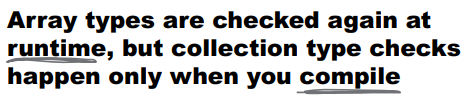 Array types are checked again at
runtime, but collection type checks
happen only when you compile